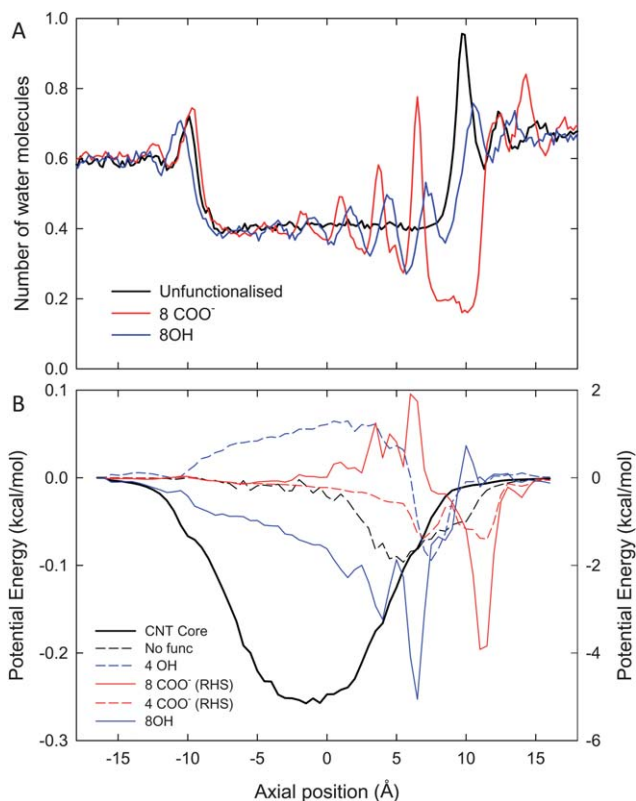 A
Number of water molecules
1.0
0.8
0.6
0.4
0.2
0.0
Unfunctionalised
8 COO⁻
8OH
B
Potential Energy (kcal/mol)
0.1
0.0
-0.1
-0.2
-0.3
2
0
-2
-4
-6
Potential Energy (kcal/mol)
CNT Core
No func
4 OH
8 COO⁻ (RHS)
4 COO⁻ (RHS)
8OH
-15 -10 -5 0 5 10 15
Axial position (Å)